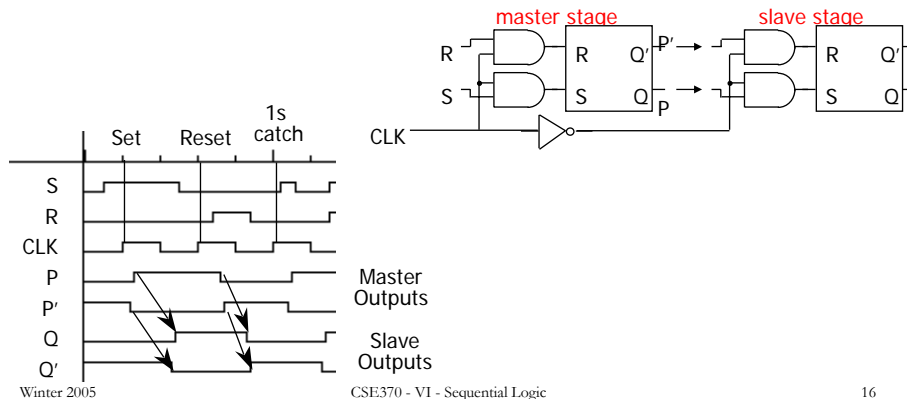 master stage
slave stage
R
R
Q'
P'
R
Q'
S
S
Q
P
S
Q
CLK
1s
catch
Set
Reset
S
R
CLK
P
P'
Q
Q'
Master
Outputs
Slave
Outputs
Winter 2005
CSE370 - VI - Sequential Logic
16